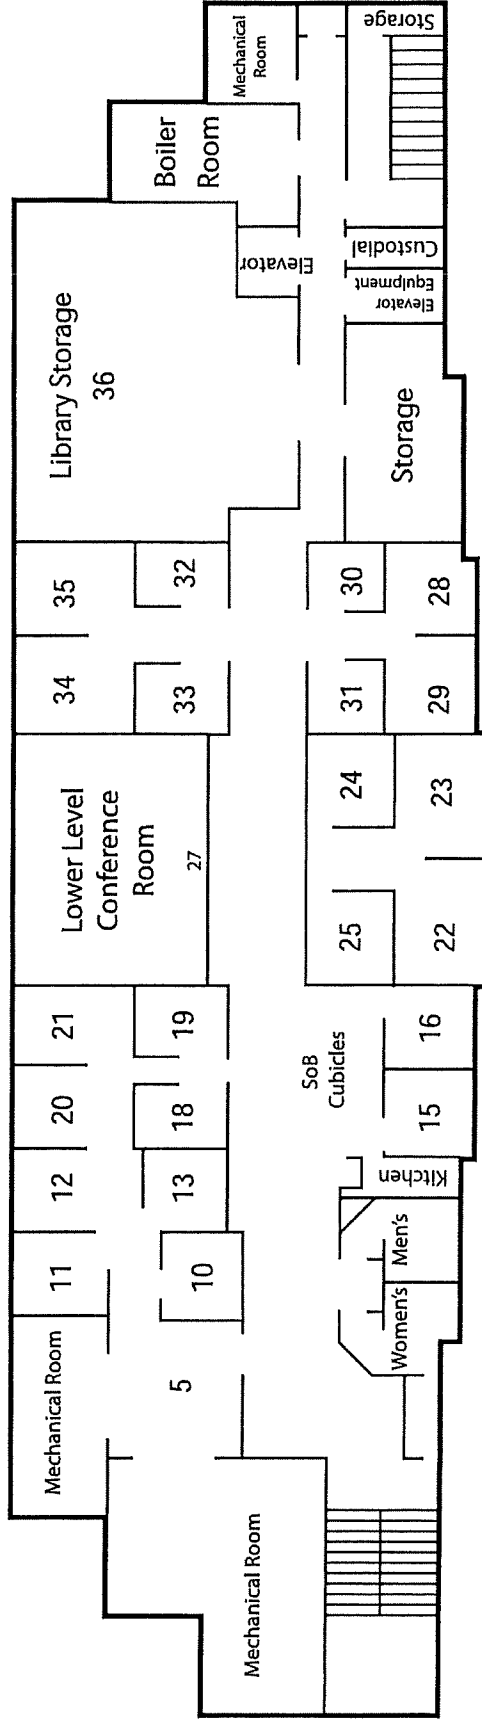 Mechanical
Room
Storage
Boiler
Room
Elevator
Custodial
Elevator
Equipment
Library Storage
36
Storage
35
32
30
28
34
33
31
29
Lower Level
Conference
Room
27
24
23
25
22
21
19
SoB
Cubicles
16
20
18
15
12
13
Kitchen
11
10
Men's
Women's
5
Mechanical Room
Mechanical Room